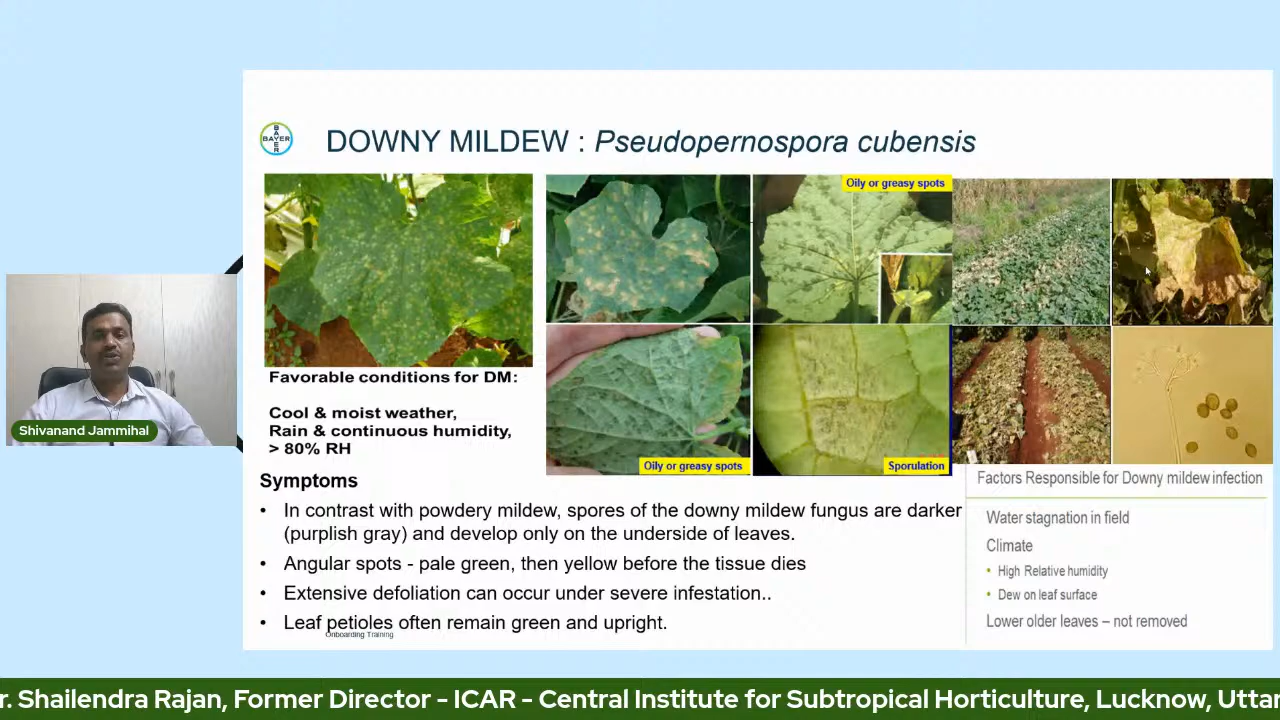 BAYER
BAYER
DOWNY MILDEW : Pseudopernospora cubensis
Oily or greasy spots
Oily or greasy spots
Sporulation
Favorable conditions for DM:
Cool & moist weather,
Rain & continuous humidity,
> 80% RH
Symptoms
• In contrast with powdery mildew, spores of the downy mildew fungus are darker
(purplish gray) and develop only on the underside of leaves.
• Angular spots - pale green, then yellow before the tissue dies
• Extensive defoliation can occur under severe infestation..
• Leaf petioles often remain green and upright.
Onboarding Training
Factors Responsible for Downy mildew infection
Water stagnation in field
Climate
• High Relative humidity
• Dew on leaf surface
Lower older leaves – not removed
Shivanand Jammihal
r. Shailendra Rajan, Former Director - ICAR - Central Institute for Subtropical Horticulture, Lucknow, Uttar